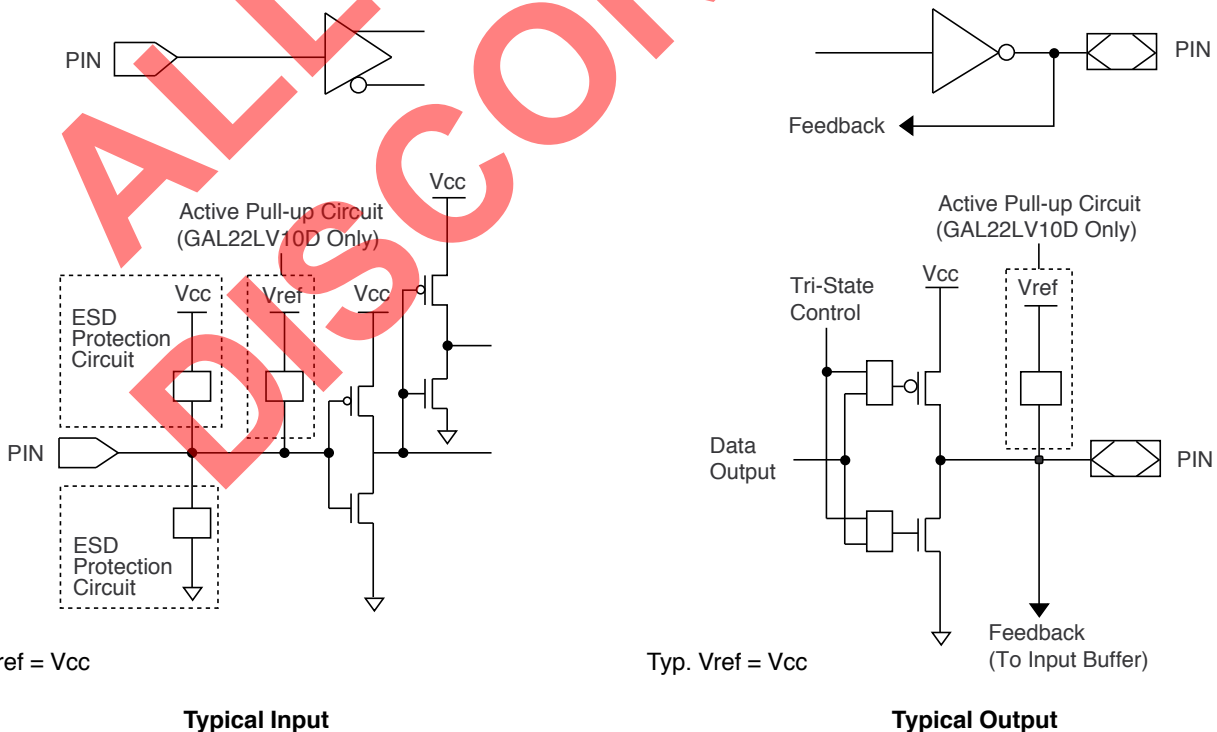 PIN
PIN
Feedback
Active Pull-up Circuit
(GAL22LV10D Only)
Vcc
ESD
Protection
Circuit
Vcc
Vref
Vcc
PIN
ESD
Protection
Circuit
ref = Vcc
Typical Input
Active Pull-up Circuit
(GAL22LV10D Only)
Tri-State
Control
Vcc
Vref
Data
Output
PIN
Feedback
(To Input Buffer)
Typ. Vref = Vcc
Typical Output
ALL
DISCON